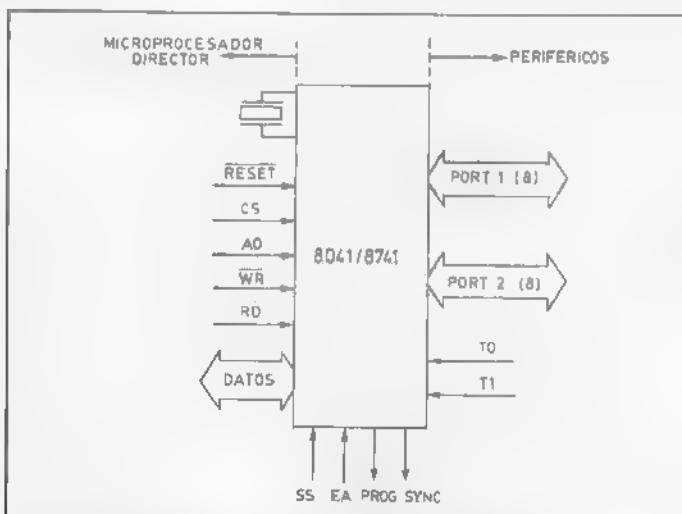 MICROPROCESADOR
DIRECTOR
PERIFERICOS
RESET
CS
A0
WR
RD
DATOS
8041/8741
PORT 1 (8)
PORT 2 (8)
T0
T1
SS EA PROG SYNC